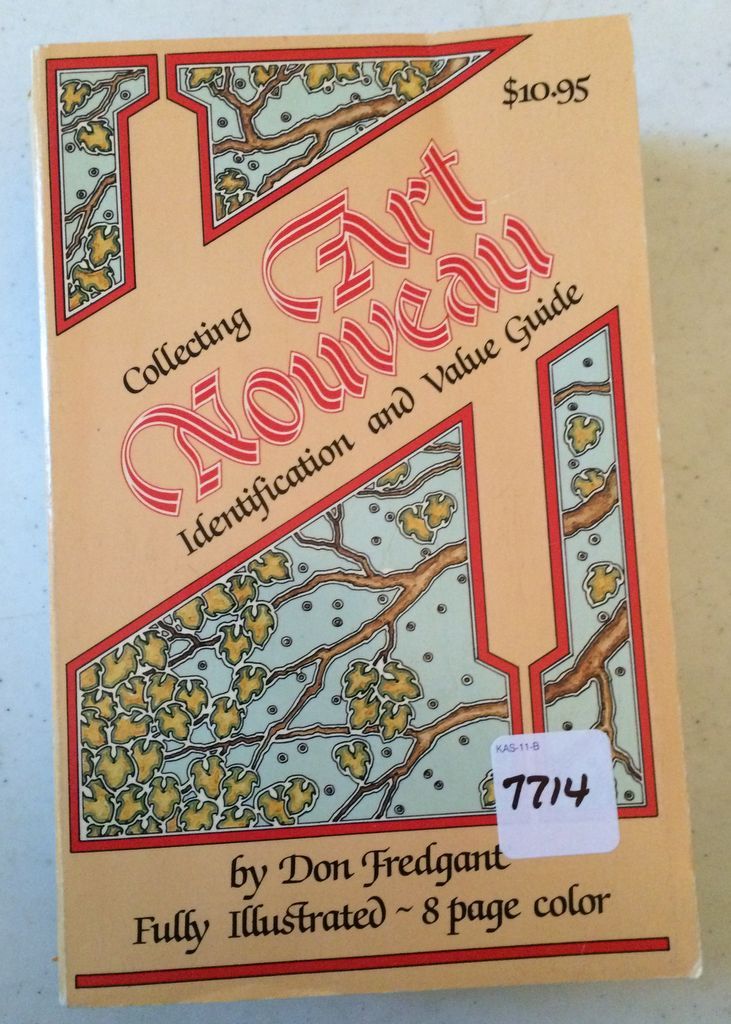 $10.95
Collecting
Art
Nouveau
Identification and Value Guide
KAS-11-B
7714
by Don Fredgant
Fully Illustrated ~ 8 page color